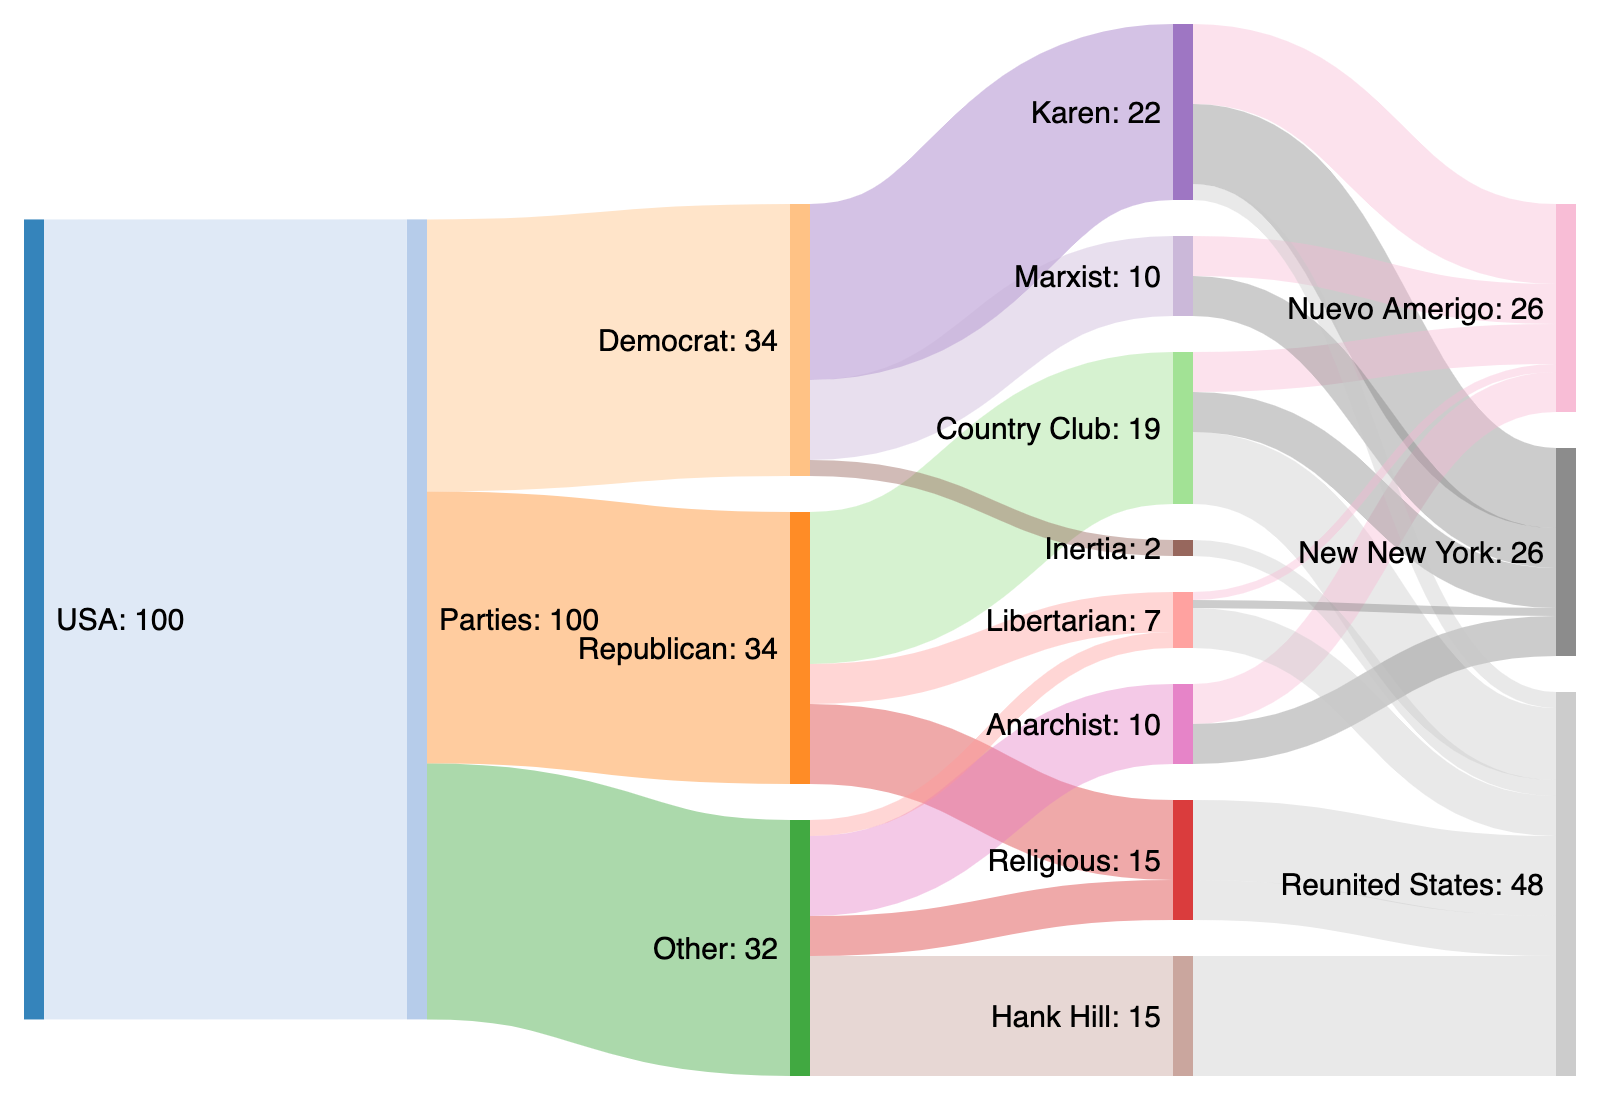 USA: 100
Parties: 100
Democrat: 34
Republican: 34
Other: 32
Karen: 22
Marxist: 10
Country Club: 19
Inertia: 2
Libertarian: 7
Anarchist: 10
Religious: 15
Hank Hill: 15
Nuevo Amerigo: 26
New New York: 26
Reunited States: 48